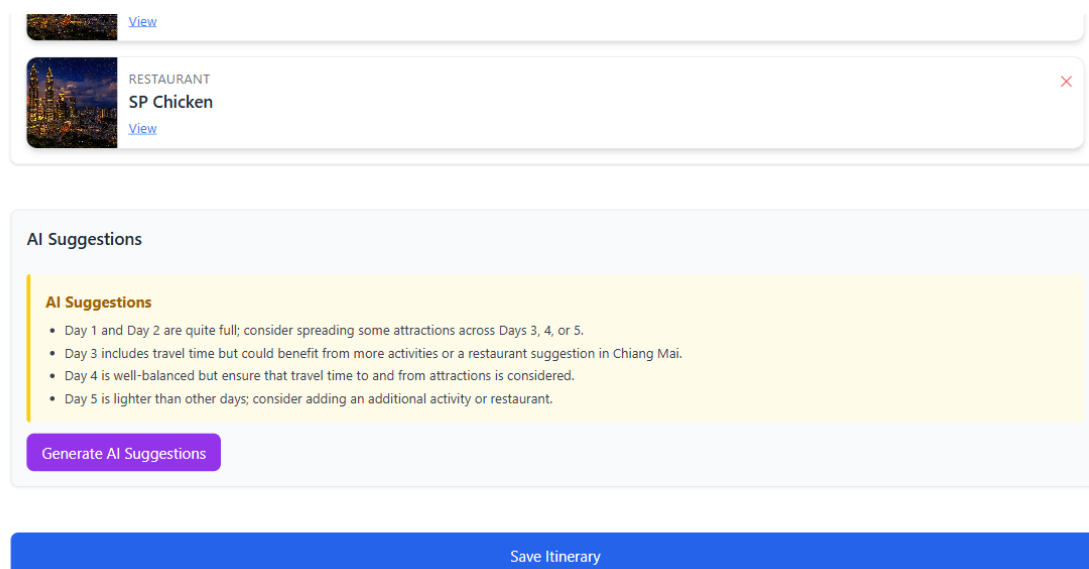 View
RESTAURANT
SP Chicken
View
AI Suggestions
AI Suggestions
• Day 1 and Day 2 are quite full; consider spreading some attractions across Days 3, 4, or 5.
• Day 3 includes travel time but could benefit from more activities or a restaurant suggestion in Chiang Mai.
• Day 4 is well-balanced but ensure that travel time to and from attractions is considered.
• Day 5 is lighter than other days; consider adding an additional activity or restaurant.
Generate AI Suggestions
Save Itinerary